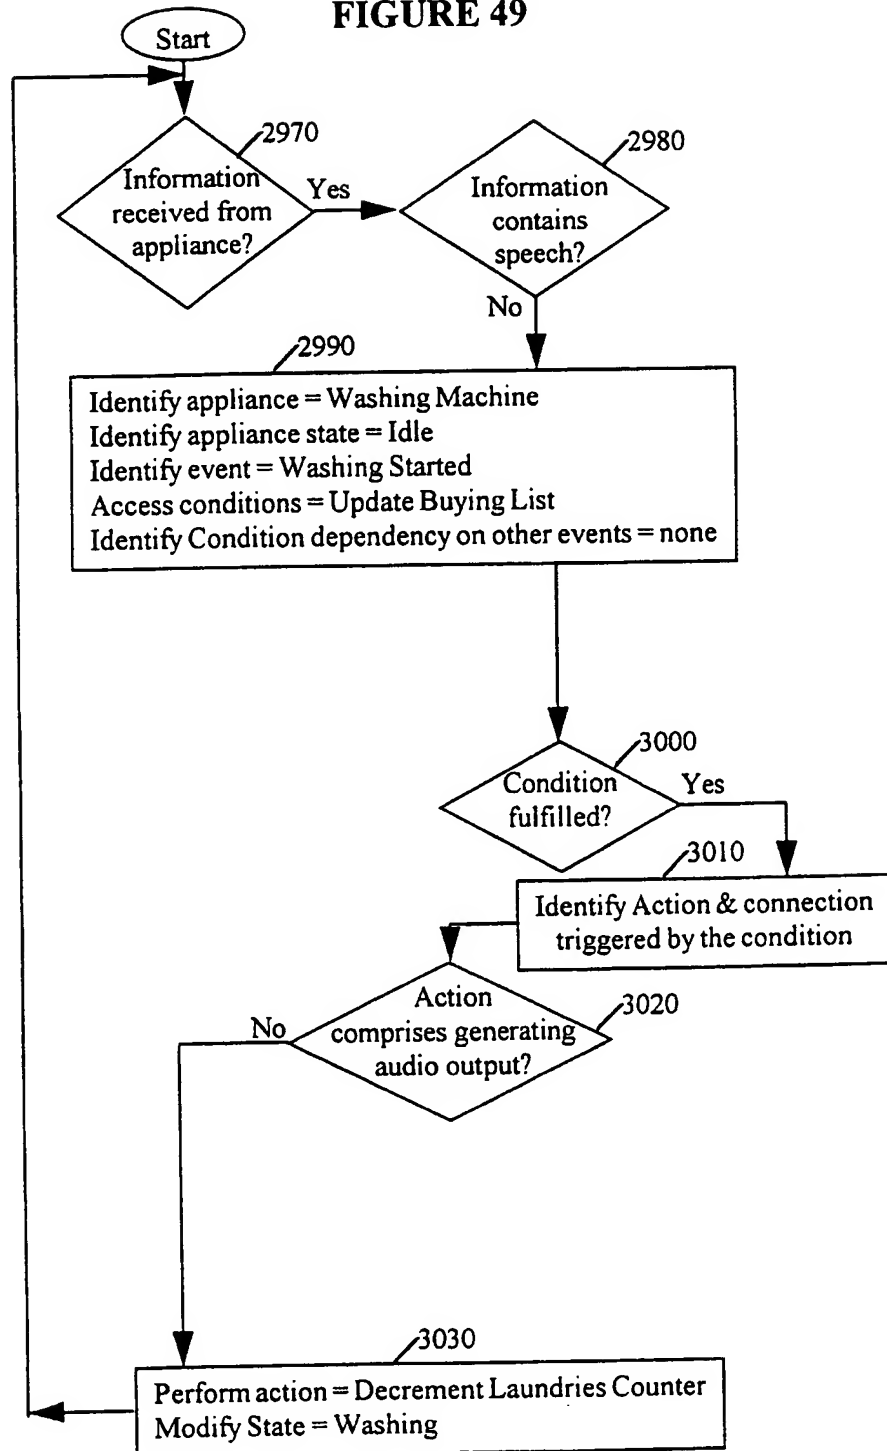 FIGURE 49
Start
2970
Information
received from
appliance?
Yes
2980
Information
contains
speech?
No
2990
Identify appliance = Washing Machine
Identify appliance state = Idle
Identify event = Washing Started
Access conditions = Update Buying List
Identify Condition dependency on other events = none
3000
Condition
fulfilled?
Yes
3010
Identify Action & connection
triggered by the condition
3020
Action
comprises generating
audio output?
No
3030
Perform action = Decrement Laundries Counter
Modify State = Washing